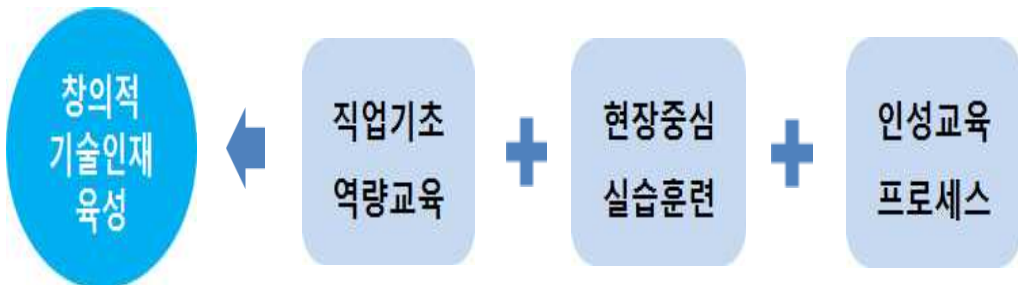 창의적
기술인재
육성
직업기초
역량교육
현장중심
실습훈련
인성교육
프로세스